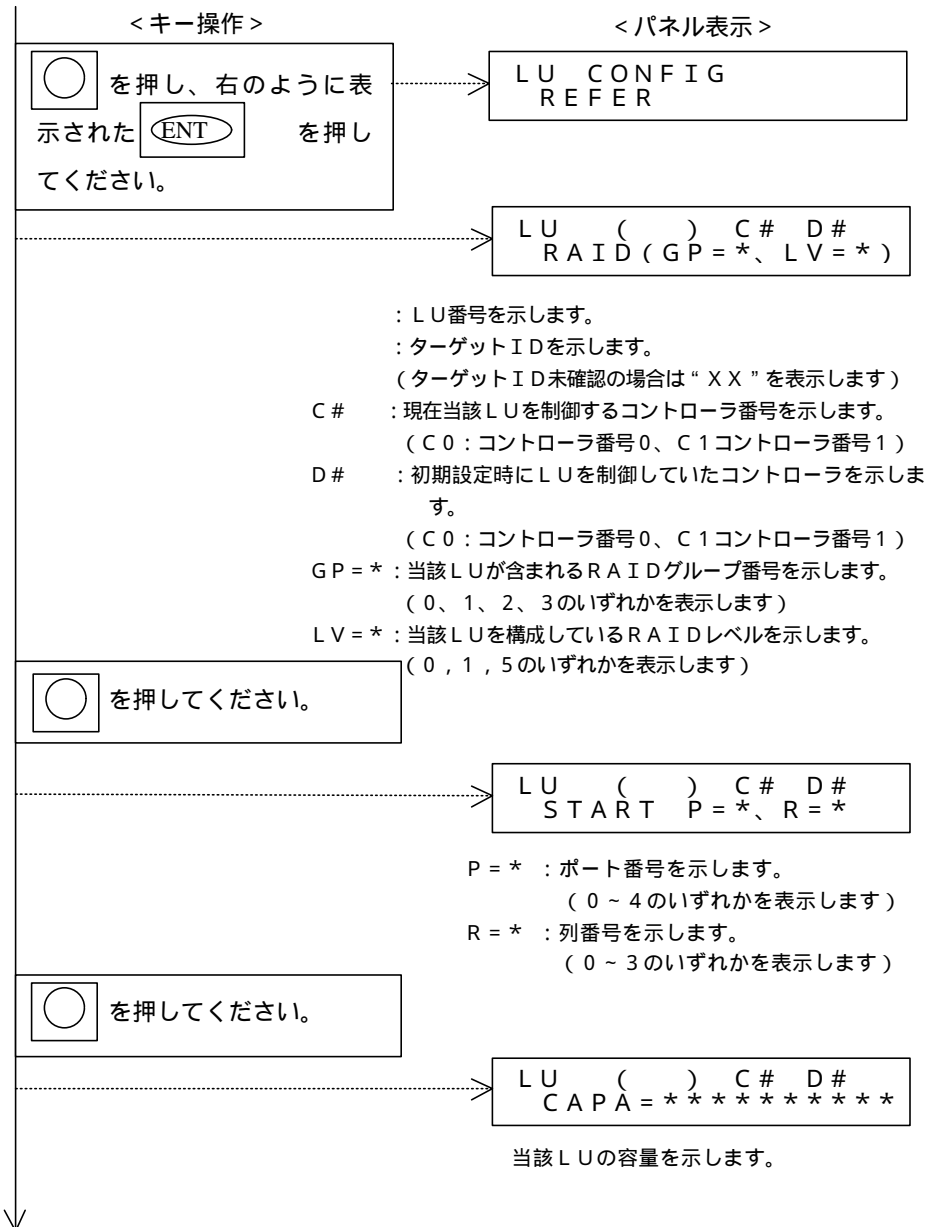 ＜キー操作＞
＜パネル表示＞
を押し、右のように表
示された ENT を押し
てください。
ＬＵ　ＣＯＮＦＩＧ
ＲＥＦＥＲ
ＬＵ　（　　）Ｃ＃　Ｄ＃
ＲＡＩＤ（ＧＰ＝＊、ＬＶ＝＊）
：ＬＵ番号を示します。
：ターゲットＩＤを示します。
（ターゲットＩＤ未確認の場合は“ＸＸ”を表示します）
Ｃ＃　：現在当該ＬＵを制御するコントローラ番号を示します。
（Ｃ０：コントローラ番号０、Ｃ１コントローラ番号１）
Ｄ＃　：初期設定時にＬＵを制御していたコントローラを示しま
す。
（Ｃ０：コントローラ番号０、Ｃ１コントローラ番号１）
ＧＰ＝＊：当該ＬＵが含まれるＲＡＩＤグループ番号を示します。
（０、１、２、３のいずれかを表示します）
ＬＶ＝＊：当該ＬＵを構成しているＲＡＩＤレベルを示します。
（０，１，５のいずれかを表示します）
を押してください。
ＬＵ　（　　）Ｃ＃　Ｄ＃
ＳＴＡＲＴ　Ｐ＝＊、Ｒ＝＊
Ｐ＝＊　：ポート番号を示します。
（０～４のいずれかを表示します）
Ｒ＝＊　：列番号を示します。
（０～３のいずれかを表示します）
を押してください。
ＬＵ　（　　）Ｃ＃　Ｄ＃
ＣＡＰＡ＝＊＊＊＊＊＊＊＊＊＊
当該ＬＵの容量を示します。